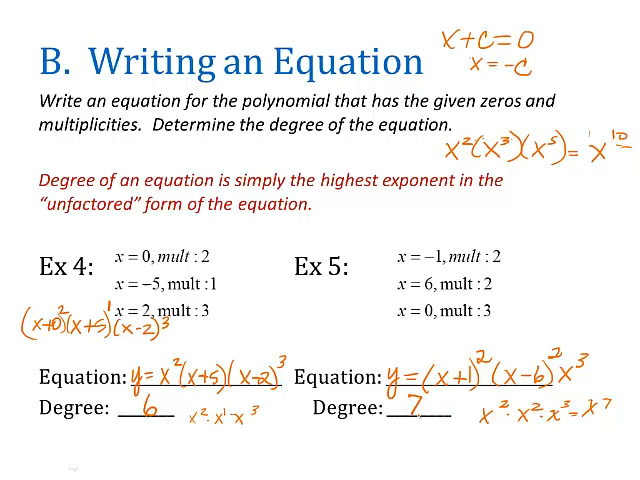 x + c = 0
B. Writing an Equation
x = -c
Write an equation for the polynomial that has the given zeros and
multiplicities. Determine the degree of the equation.
x²(x³)(x⁵) = x¹⁰
Degree of an equation is simply the highest exponent in the
“unfactored” form of the equation.
Ex 4:
x = 0, mult : 2
x = −5, mult :1
x = 2, mult : 3
(x+0)²(x+5)¹(x-2)³
Equation: y = x²(x+5)(x-2)³
Degree: 6
x²·x¹·x³
Ex 5:
x = −1, mult : 2
x = 6, mult : 2
x = 0, mult : 3
Equation: y = (x+1)²(x-6)²x³
Degree: 7
x²·x²·x³=x⁷